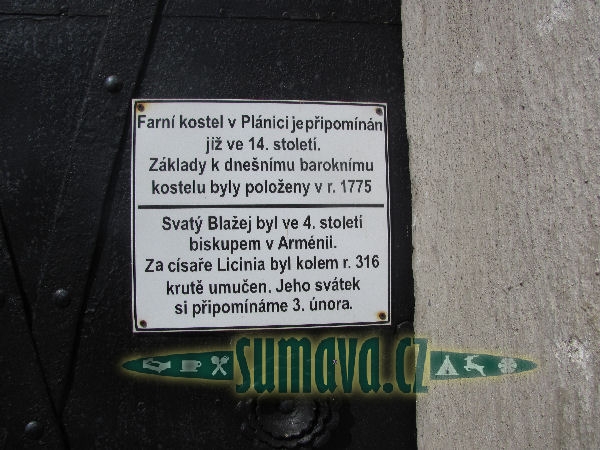 Farní kostel v Plánici je připomínán
již ve 14. století.
Základy k dnešnímu baroknímu
kostelu byly položeny v r. 1775
Svatý Blažej byl ve 4. století
biskupem v Arménii.
Za císaře Licinia byl kolem r. 316
krutě umučen. Jeho svátek
si připomínáme 3. února.
sumava.cz